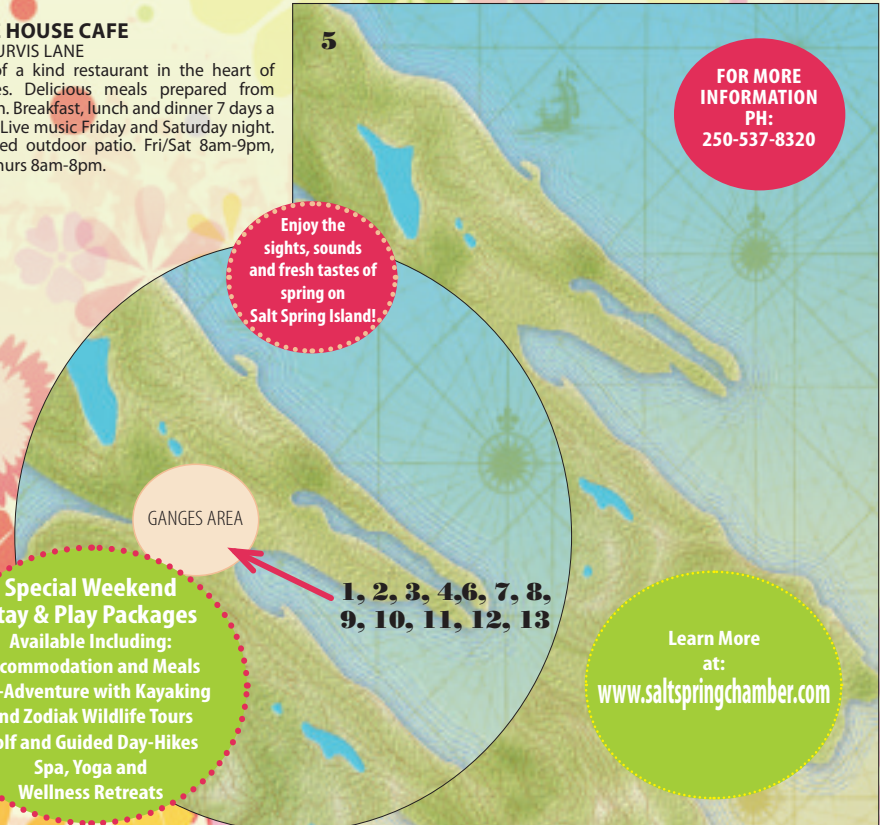 HOUSE CAFE
URVIS LANE
of a kind restaurant in the heart of
es. Delicious meals prepared from
h. Breakfast, lunch and dinner 7 days a
Live music Friday and Saturday night.
ed outdoor patio. Fri/Sat 8am-9pm,
hurs 8am-8pm.
5
FOR MORE
INFORMATION
PH:
250-537-8320
Enjoy the
sights, sounds
and fresh tastes of
spring on
Salt Spring Island!
GANGES AREA
1, 2, 3, 4,6, 7, 8,
9, 10, 11, 12, 13
Special Weekend
tay & Play Packages
Available Including:
commodation and Meals
-Adventure with Kayaking
nd Zodiak Wildlife Tours
olf and Guided Day-Hikes
Spa, Yoga and
Wellness Retreats
Learn More
at:
www.saltspringchamber.com